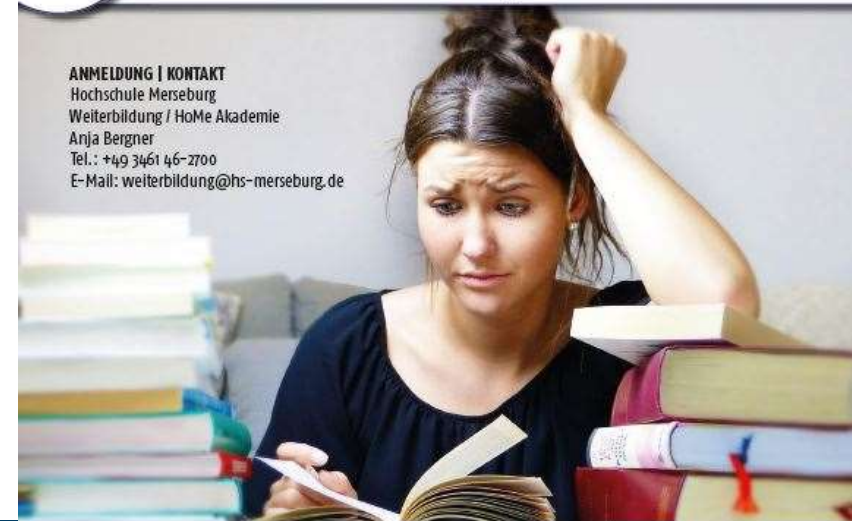 ANMELDUNG | KONTAKT
Hochschule Merseburg
Weiterbildung / HoMe Akademie
Anja Bergner
Tel.: +49 3461 46-2700
E-Mail: weiterbildung@hs-merseburg.de